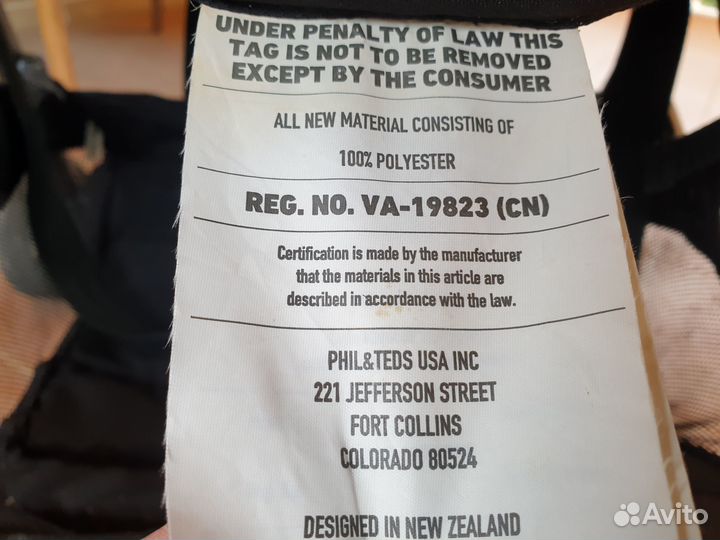 UNDER PENALTY OF LAW THIS
TAG IS NOT TO BE REMOVED
EXCEPT BY THE CONSUMER
ALL NEW MATERIAL CONSISTING OF
100% POLYESTER
REG. NO. VA-19823 (CN)
Certification is made by the manufacturer
that the materials in this article are
described in accordance with the law.
PHIL&TEDS USA INC
221 JEFFERSON STREET
FORT COLLINS
COLORADO 80524
DESIGNED IN NEW ZEALAND
Avito